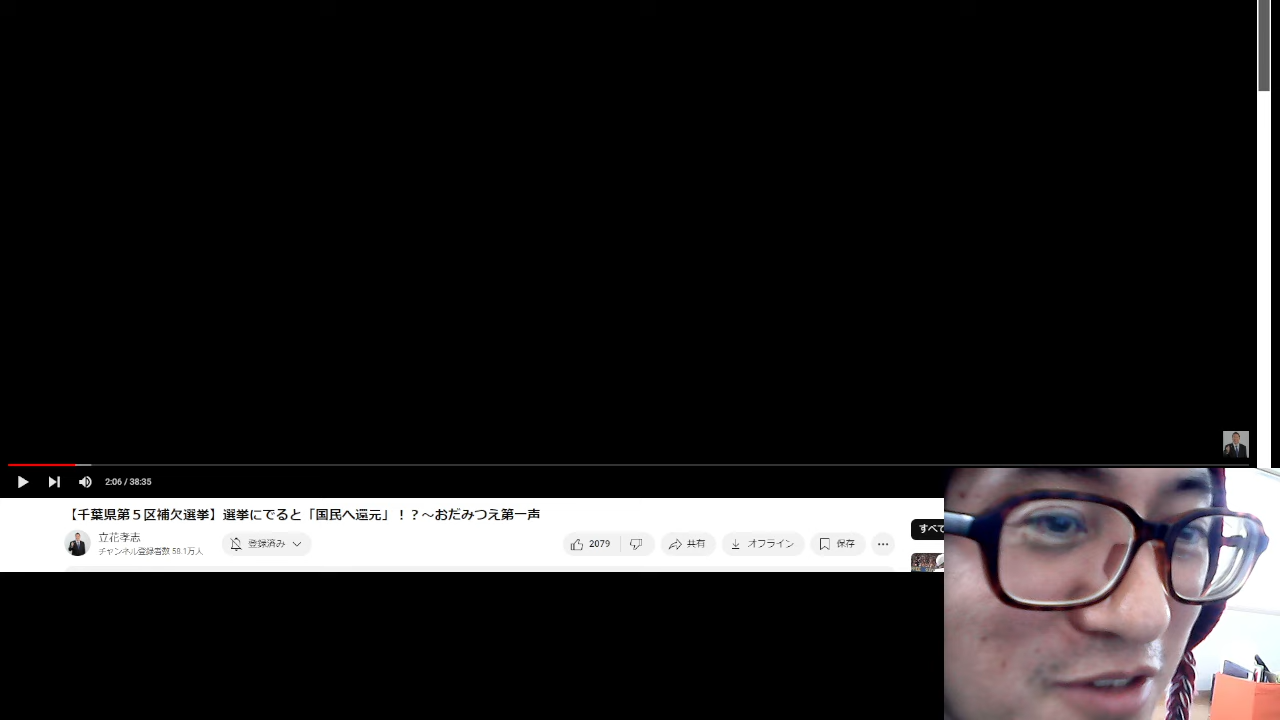 2:06 / 38:35
【千葉県第５区補欠選挙】選挙にでると「国民へ還元」！？～おだみつえ第一声
立花孝志
チャンネル登録者数 58.1万人
登録済み
2079
共有
オフライン
保存
すべて